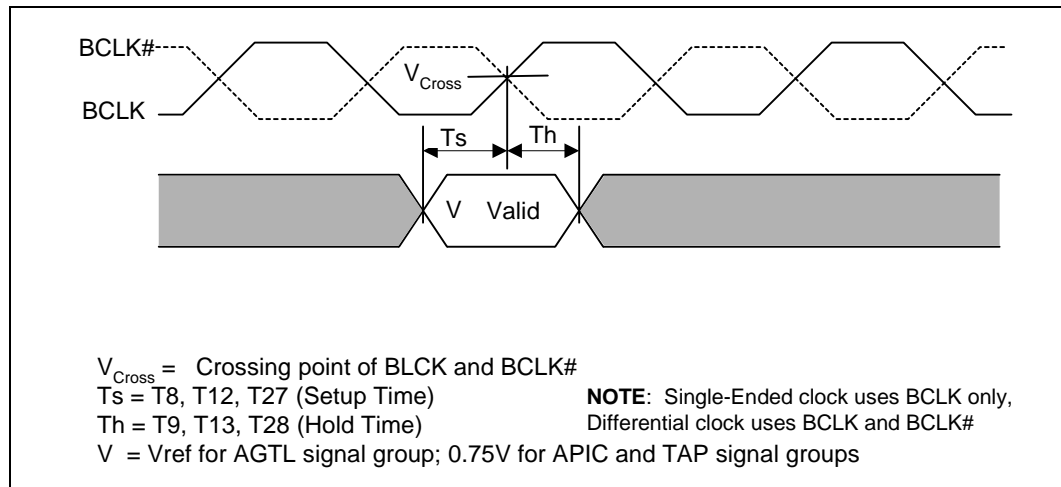 BCLK#
V Cross
BCLK
Ts Th
V Valid
V Cross = Crossing point of BLCK and BCLK#
Ts = T8, T12, T27 (Setup Time)
Th = T9, T13, T28 (Hold Time)
NOTE: Single-Ended clock uses BCLK only,
Differential clock uses BCLK and BCLK#
V = Vref for AGTL signal group; 0.75V for APIC and TAP signal groups